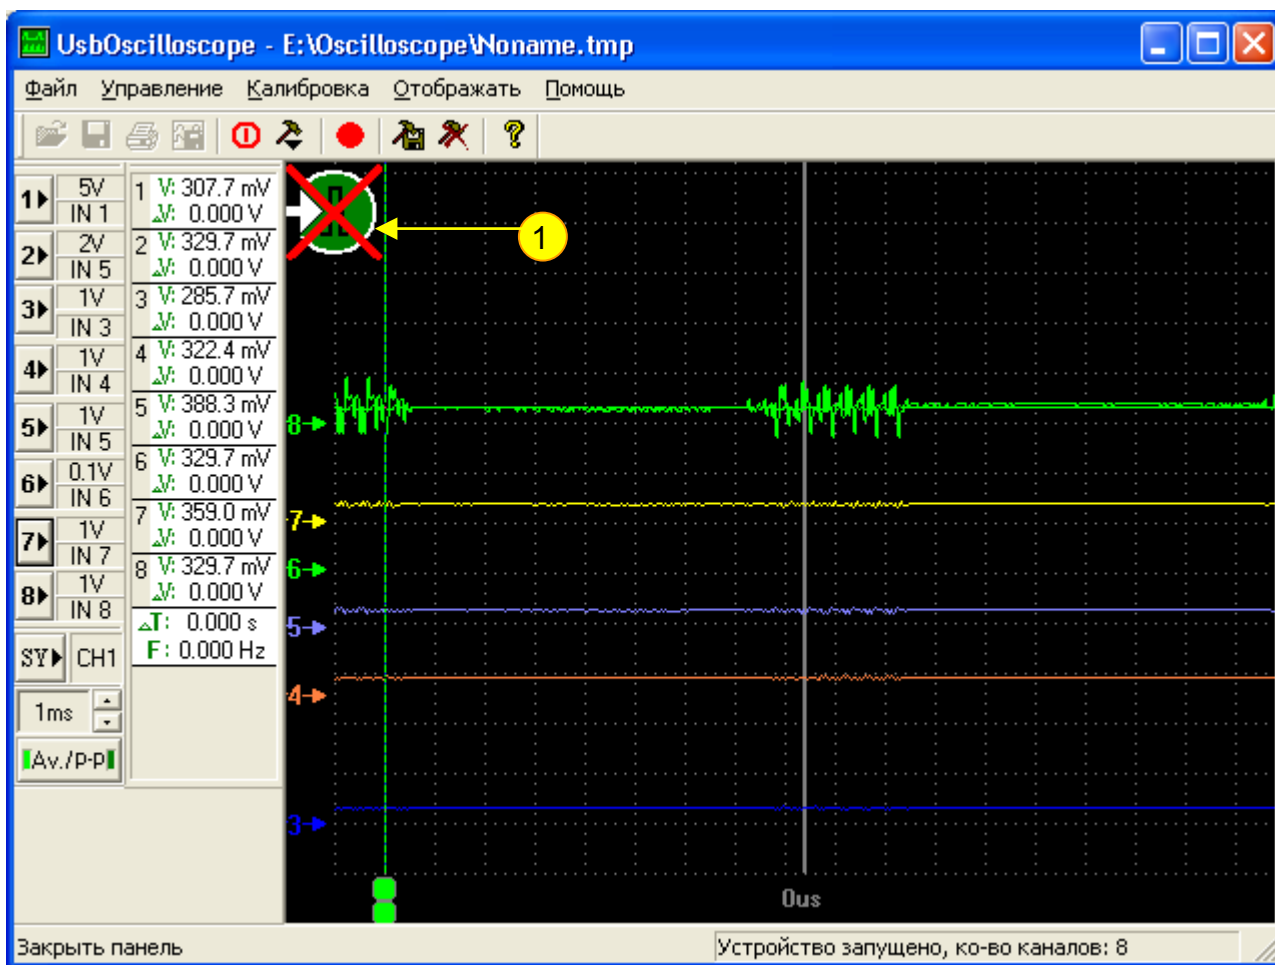 UsbOscilloscope - E:\Oscilloscope\Noname.tmp
Файл Управление Калибровка Отображать Помощь
1 5V IN 1
2 2V IN 5
3 1V IN 3
4 1V IN 4
5 1V IN 5
6 0.1V IN 6
7 1V IN 7
8 1V IN 8
SY CH1
1ms
Av./P-P
1 V: 307.7 mV
ΔV: 0.000 V
2 V: 329.7 mV
ΔV: 0.000 V
3 V: 285.7 mV
ΔV: 0.000 V
4 V: 322.4 mV
ΔV: 0.000 V
5 V: 388.3 mV
ΔV: 0.000 V
6 V: 329.7 mV
ΔV: 0.000 V
7 V: 359.0 mV
ΔV: 0.000 V
8 V: 329.7 mV
ΔV: 0.000 V
ΔT: 0.000 s
F: 0.000 Hz
1
8
7
6
5
4
3
0us
Закрыть панель
Устройство запущено, ко-во каналов: 8